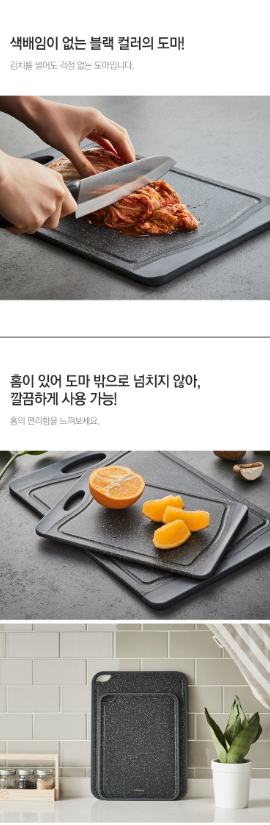 색배임이 없는 블랙 컬러의 도마!
김치를 썰어도 걱정 없는 도마입니다.
홈이 있어 도마 밖으로 넘치지 않아,
깔끔하게 사용 가능!
홈의 편리함을 느껴보세요.